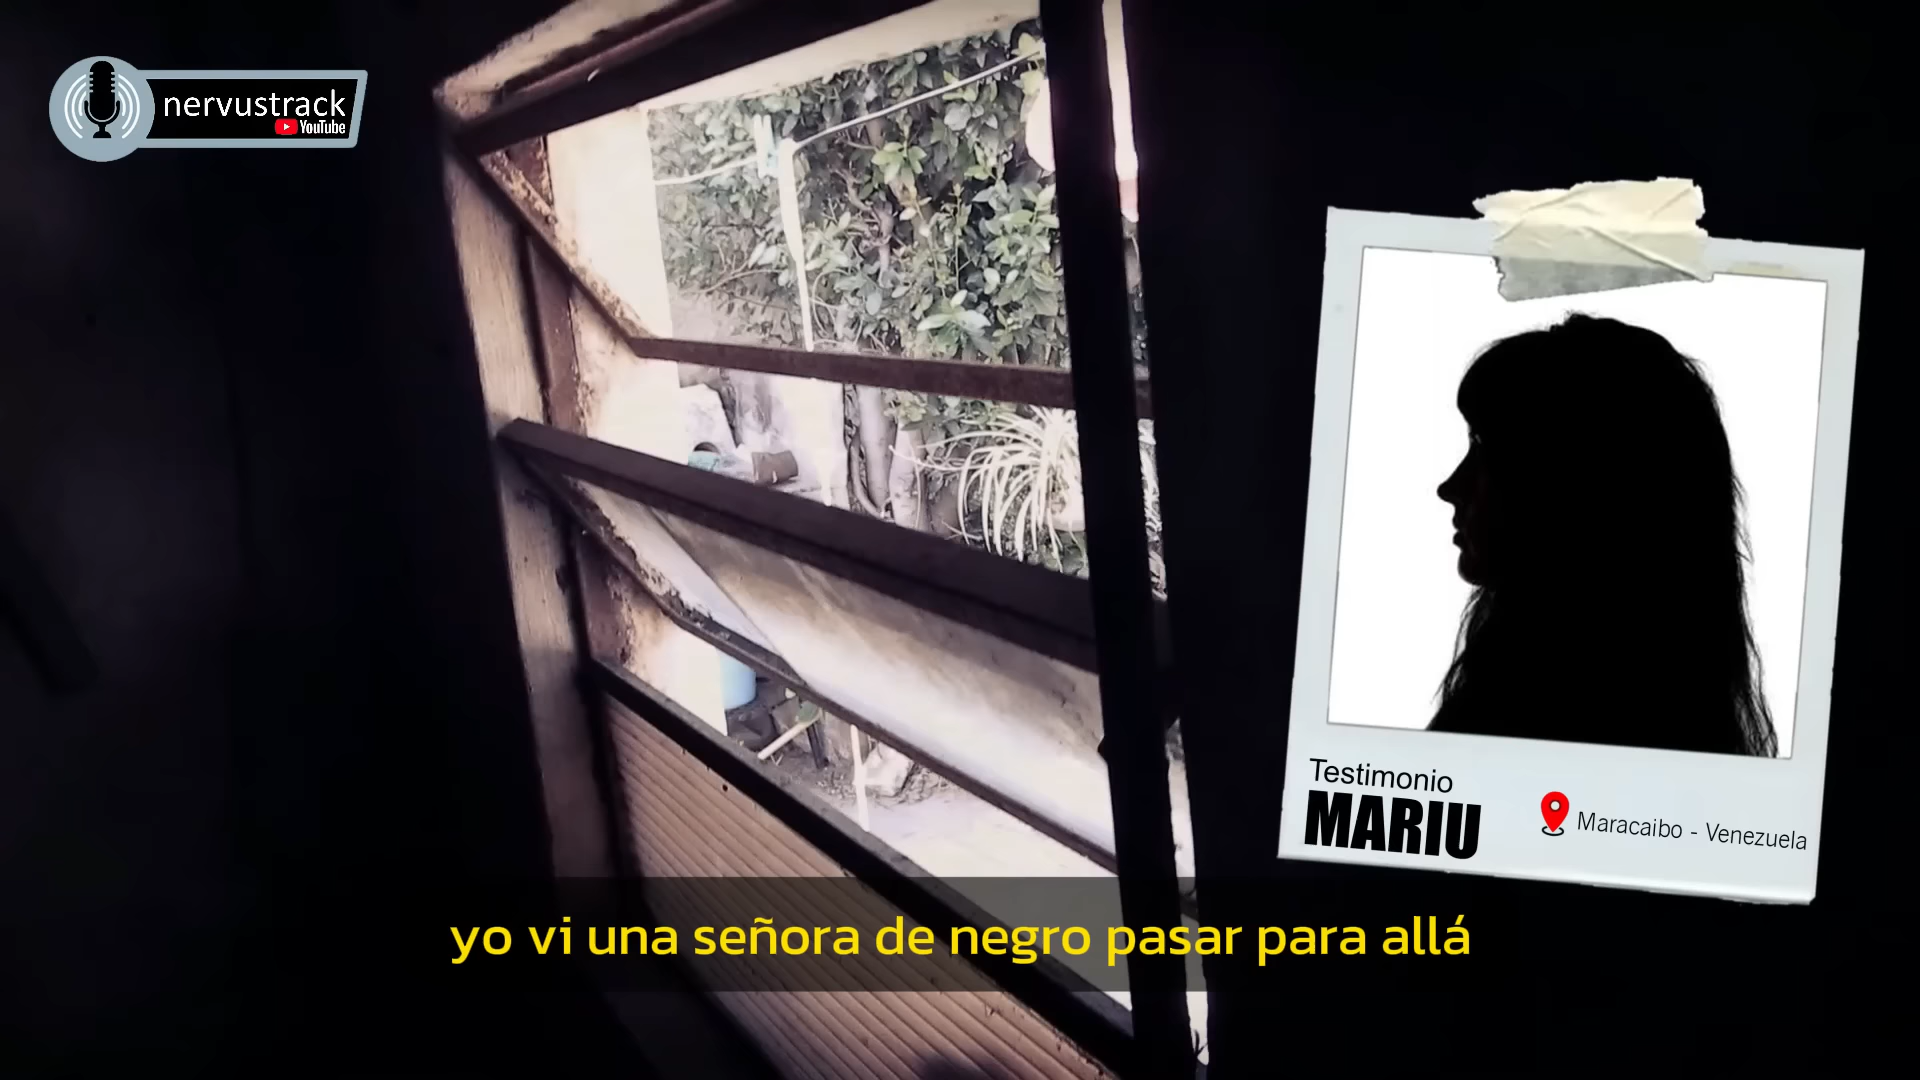 nervustrack
YouTube
Testimonio
MARIU
Maracaibo - Venezuela
yo vi una señora de negro pasar para allá